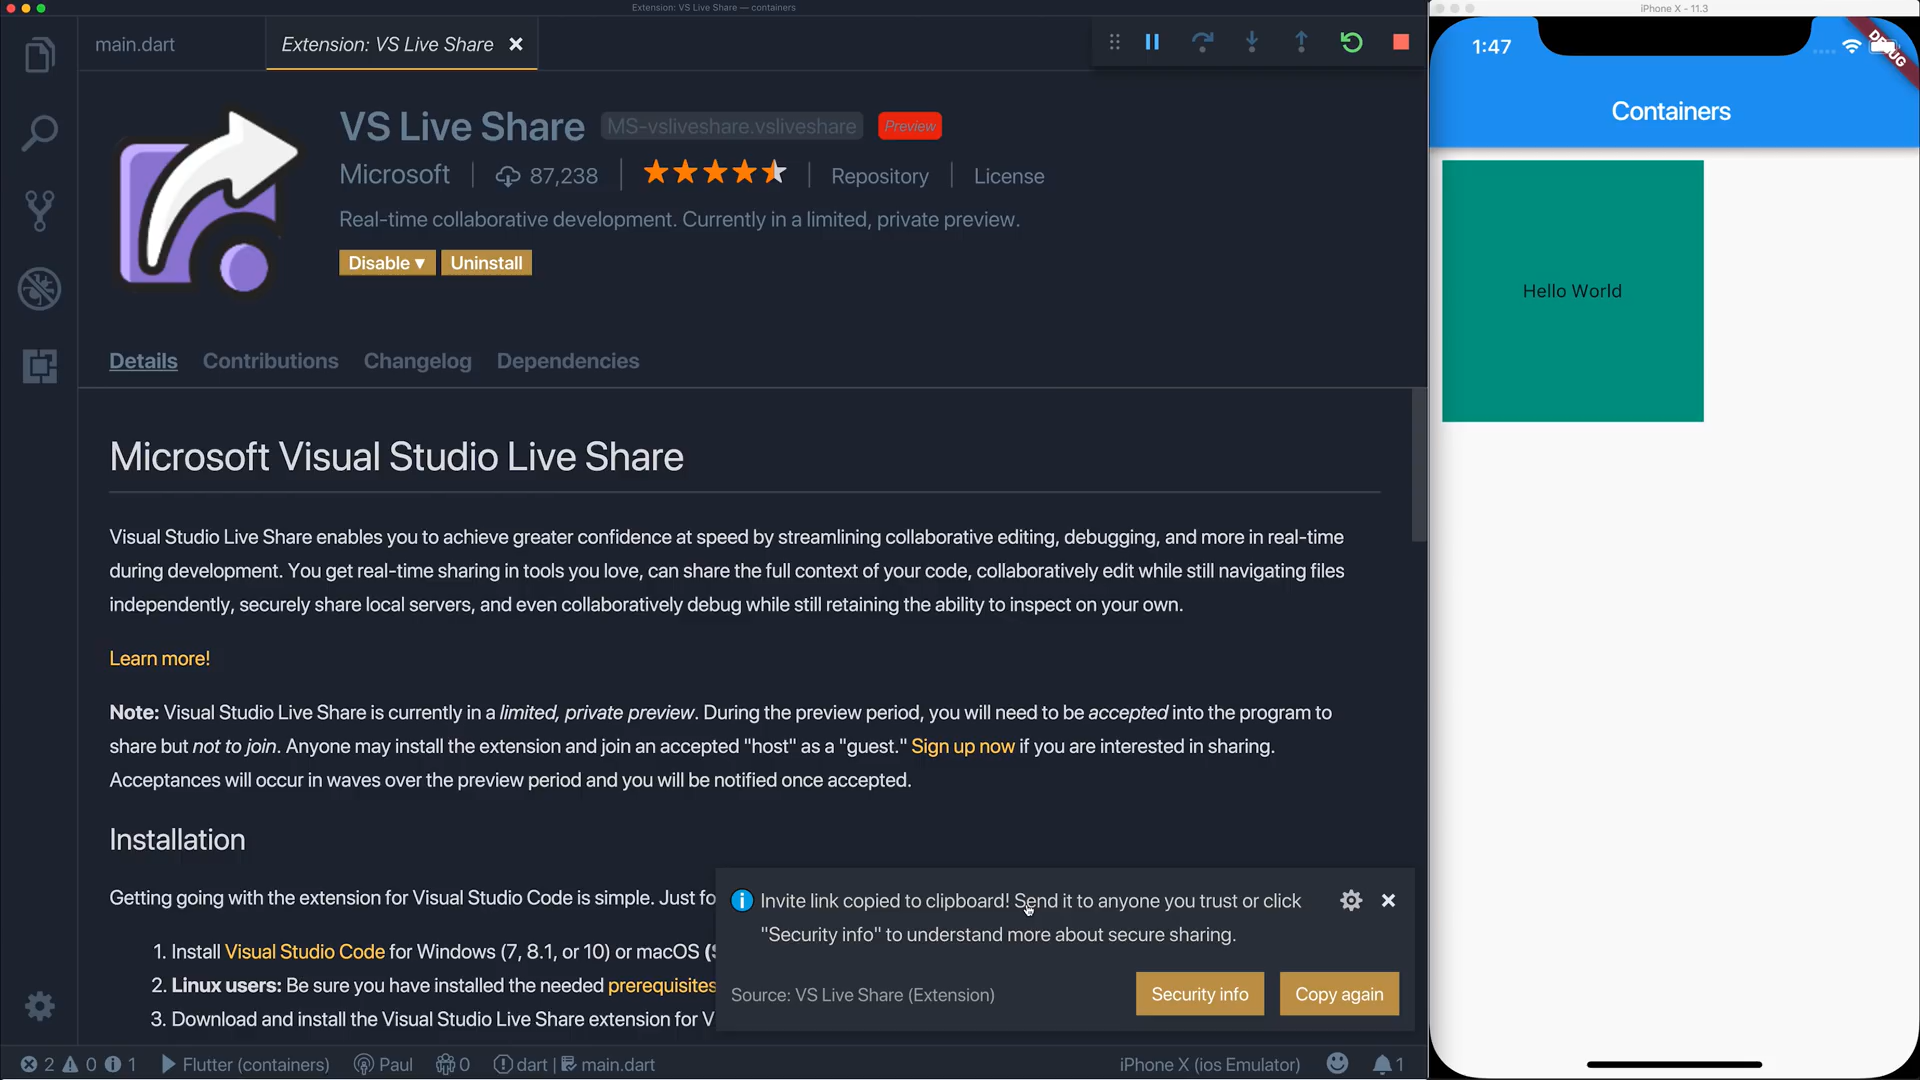 Extension: VS Live Share — containers
main.dart
Extension: VS Live Share
VS Live Share MS-vsliveshare.vsliveshare Preview
Microsoft 87,238 Repository License
Real-time collaborative development. Currently in a limited, private preview.
Disable ▾ Uninstall
Details Contributions Changelog Dependencies
Microsoft Visual Studio Live Share
Visual Studio Live Share enables you to achieve greater confidence at speed by streamlining collaborative editing, debugging, and more in real-time
during development. You get real-time sharing in tools you love, can share the full context of your code, collaboratively edit while still navigating files
independently, securely share local servers, and even collaboratively debug while still retaining the ability to inspect on your own.
Learn more!
Note: Visual Studio Live Share is currently in a limited, private preview. During the preview period, you will need to be accepted into the program to
share but not to join. Anyone may install the extension and join an accepted "host" as a "guest." Sign up now if you are interested in sharing.
Acceptances will occur in waves over the preview period and you will be notified once accepted.
Installation
Getting going with the extension for Visual Studio Code is simple. Just fo
1. Install Visual Studio Code for Windows (7, 8.1, or 10) or macOS (S
2. Linux users: Be sure you have installed the needed prerequisites
3. Download and install the Visual Studio Live Share extension for V
Invite link copied to clipboard! Send it to anyone you trust or click
"Security info" to understand more about secure sharing.
Source: VS Live Share (Extension)
Security info Copy again
2 0 1 Flutter (containers) Paul 0 dart | main.dart iPhone X (ios Emulator) 1
iPhone X - 11.3
1:47
DEBUG
Containers
Hello World